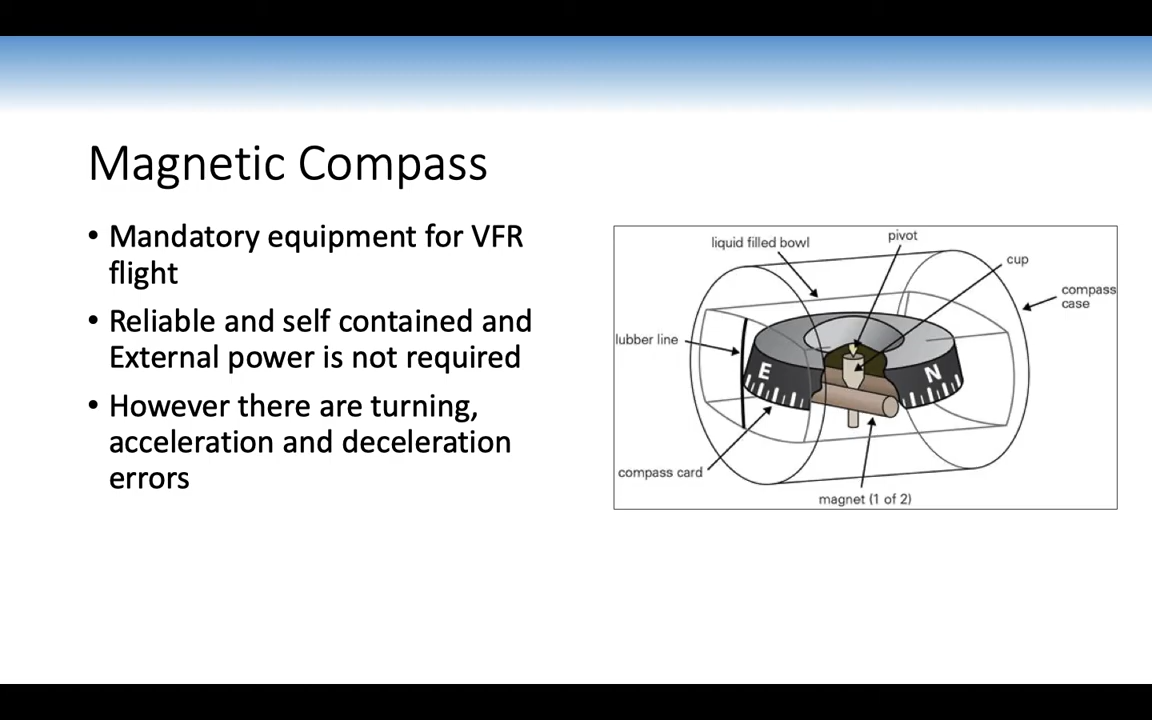 Magnetic Compass
• Mandatory equipment for VFR
flight
• Reliable and self contained and
External power is not required
• However there are turning,
acceleration and deceleration
errors
liquid filled bowl
pivot
cup
compass
case
lubber line
E
N
compass card
magnet (1 of 2)